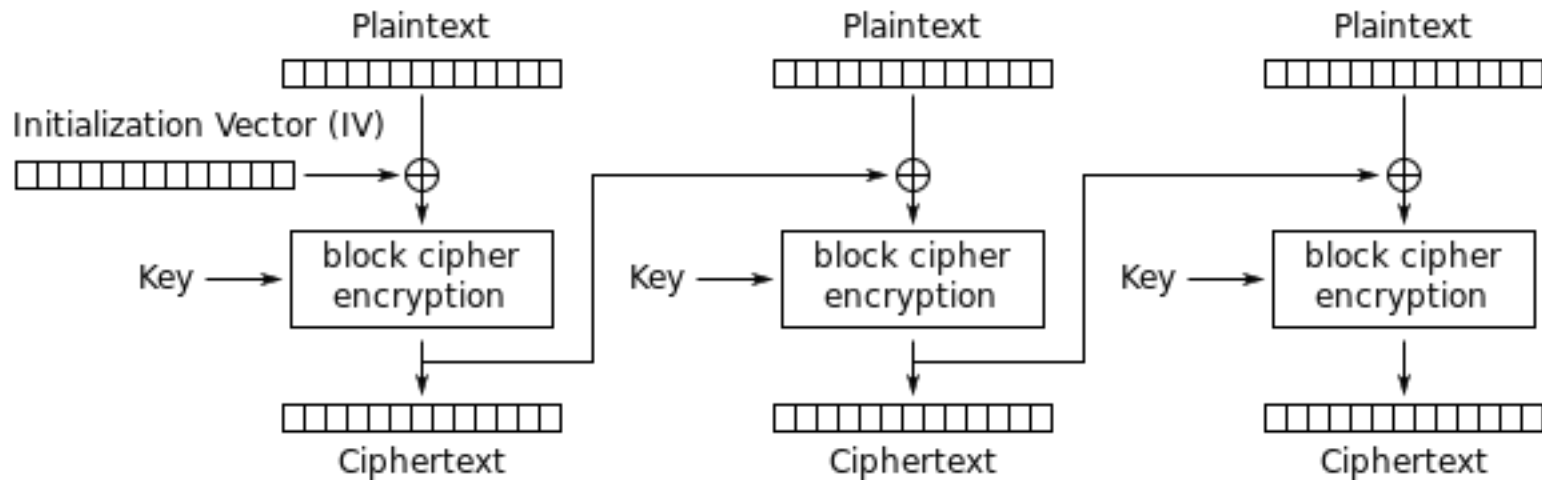 Plaintext
Plaintext
Plaintext
Initialization Vector (IV)
Key
block cipher
encryption
Key
block cipher
encryption
Key
block cipher
encryption
Ciphertext
Ciphertext
Ciphertext